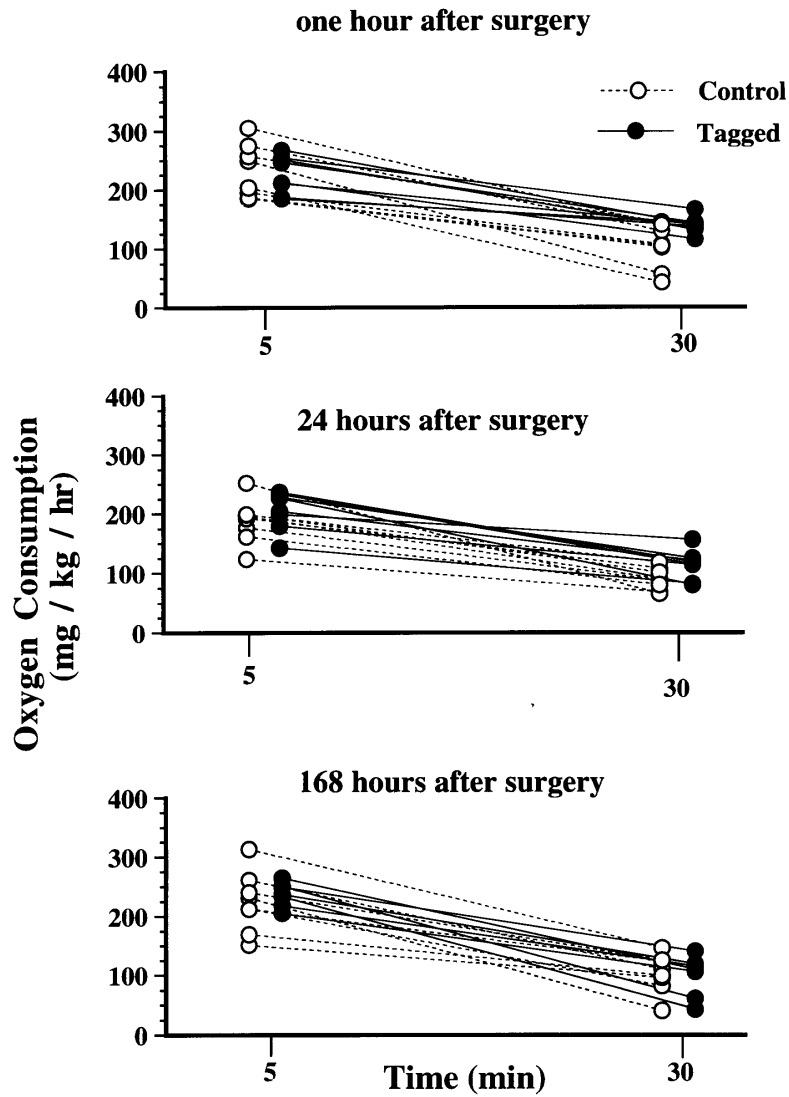 one hour after surgery
400
300
200
100
0
Control
Tagged
5
30
24 hours after surgery
400
300
200
100
0
5
30
Oxygen Consumption
(mg / kg / hr)
168 hours after surgery
400
300
200
100
0
5
30
Time (min)